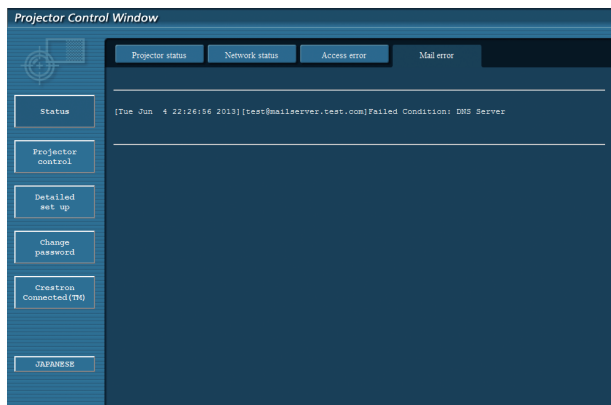 Projector Control Window
Projector status
Network status
Access error
Mail error
Status
[Tue Jun  4 22:26:56 2013][test@mailserver.test.com]Failed Condition: DNS Server
Projector
control
Detailed
set up
Change
password
Crestron
Connected(TM)
JAPANESE